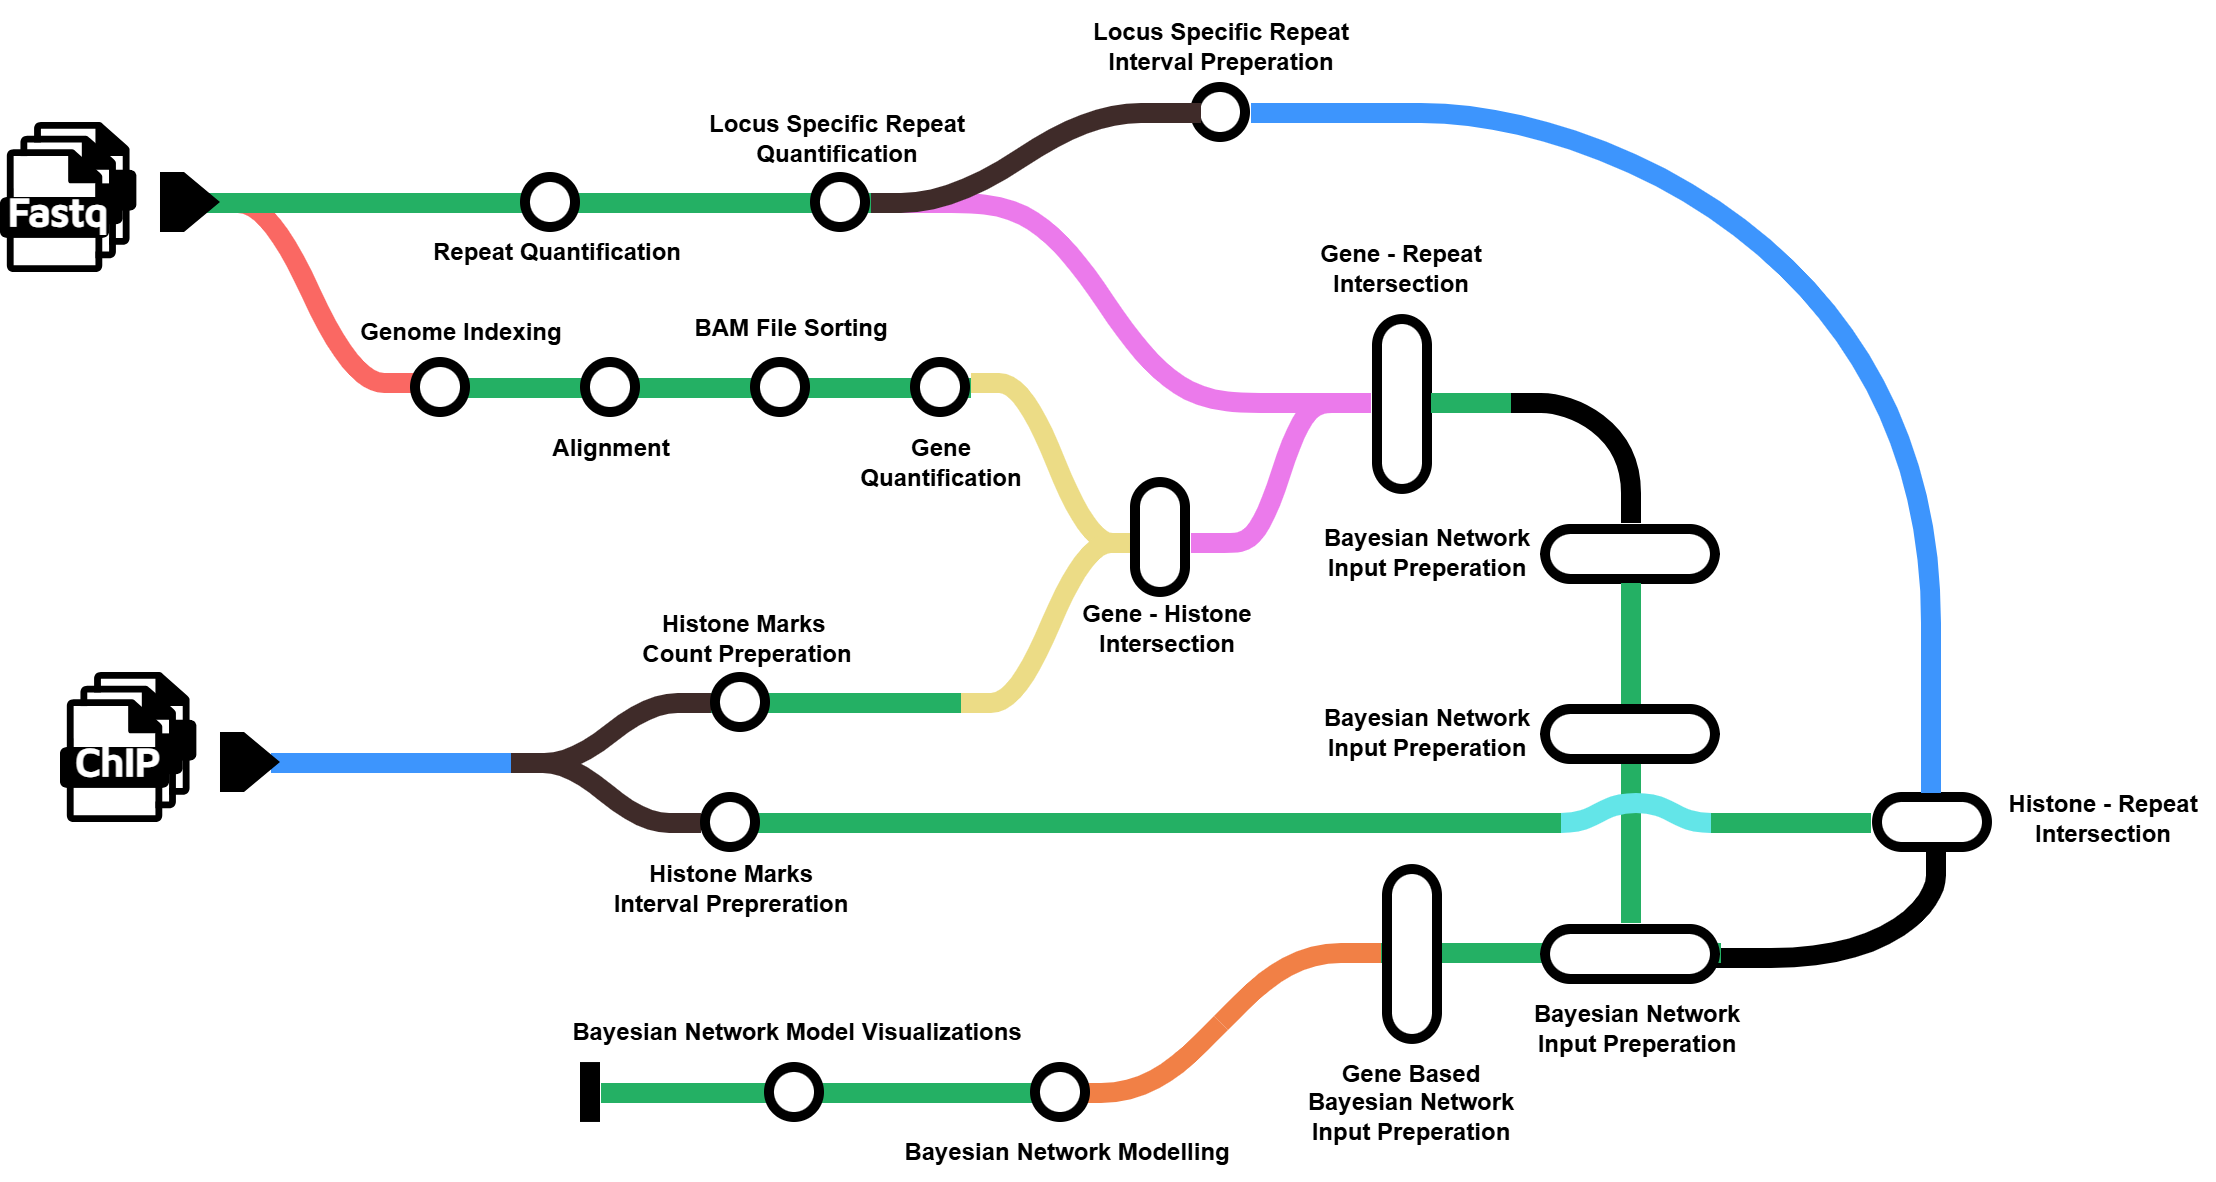 Locus Specific Repeat
Interval Preperation
Locus Specific Repeat
Quantification
Fastq
Repeat Quantification
Gene - Repeat
Intersection
Genome Indexing
BAM File Sorting
Alignment
Gene
Quantification
Bayesian Network
Input Preperation
Gene - Histone
Intersection
Histone Marks
Count Preperation
Bayesian Network
Input Preperation
ChIP
Histone - Repeat
Intersection
Histone Marks
Interval Prepreration
Bayesian Network
Input Preperation
Bayesian Network Model Visualizations
Gene Based
Bayesian Network
Input Preperation
Bayesian Network Modelling